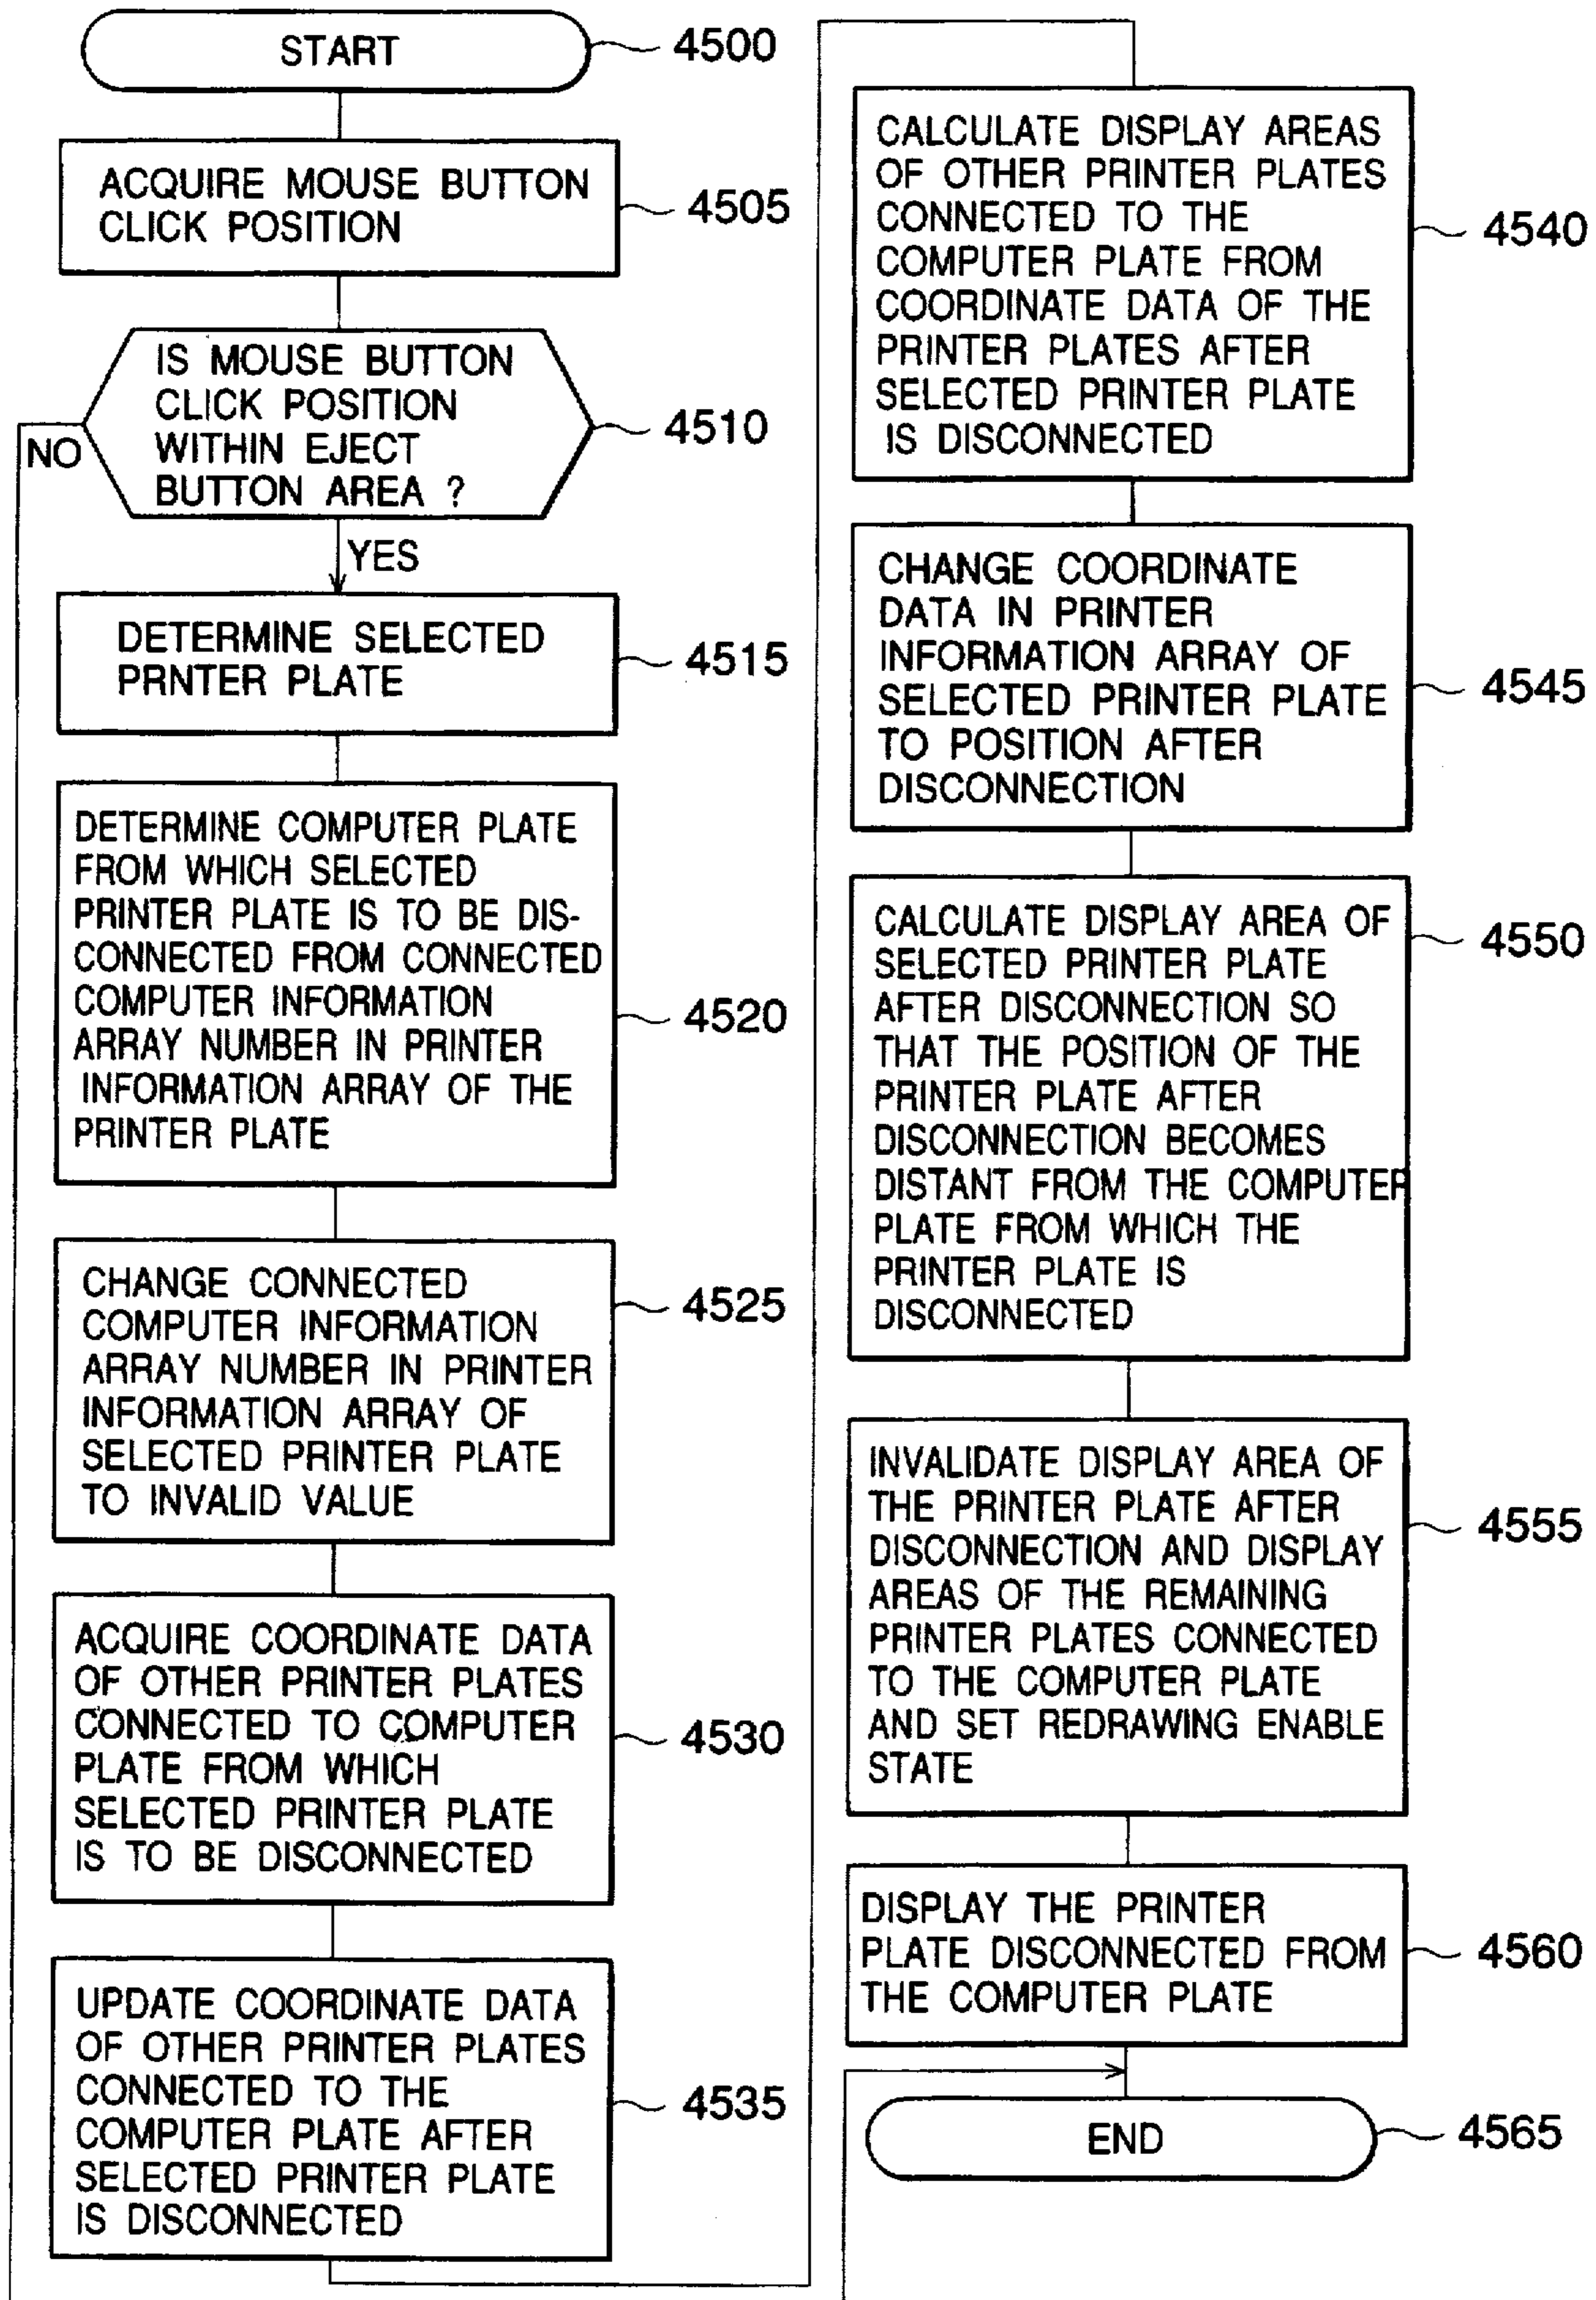 START
4500
ACQUIRE MOUSE BUTTON
CLICK POSITION
4505
IS MOUSE BUTTON
CLICK POSITION
WITHIN EJECT
BUTTON AREA ?
4510
NO
YES
DETERMINE SELECTED
PRNTER PLATE
4515
DETERMINE COMPUTER PLATE
FROM WHICH SELECTED
PRINTER PLATE IS TO BE DIS-
CONNECTED FROM CONNECTED
COMPUTER INFORMATION
ARRAY NUMBER IN PRINTER
INFORMATION ARRAY OF THE
PRINTER PLATE
4520
CHANGE CONNECTED
COMPUTER INFORMATION
ARRAY NUMBER IN PRINTER
INFORMATION ARRAY OF
SELECTED PRINTER PLATE
TO INVALID VALUE
4525
ACQUIRE COORDINATE DATA
OF OTHER PRINTER PLATES
CONNECTED TO COMPUTER
PLATE FROM WHICH
SELECTED PRINTER PLATE
IS TO BE DISCONNECTED
4530
UPDATE COORDINATE DATA
OF OTHER PRINTER PLATES
CONNECTED TO THE
COMPUTER PLATE AFTER
SELECTED PRINTER PLATE
IS DISCONNECTED
4535
CALCULATE DISPLAY AREAS
OF OTHER PRINTER PLATES
CONNECTED TO THE
COMPUTER PLATE FROM
COORDINATE DATA OF THE
PRINTER PLATES AFTER
SELECTED PRINTER PLATE
IS DISCONNECTED
4540
CHANGE COORDINATE
DATA IN PRINTER
INFORMATION ARRAY OF
SELECTED PRINTER PLATE
TO POSITION AFTER
DISCONNECTION
4545
CALCULATE DISPLAY AREA OF
SELECTED PRINTER PLATE
AFTER DISCONNECTION SO
THAT THE POSITION OF THE
PRINTER PLATE AFTER
DISCONNECTION BECOMES
DISTANT FROM THE COMPUTER
PLATE FROM WHICH THE
PRINTER PLATE IS
DISCONNECTED
4550
INVALIDATE DISPLAY AREA OF
THE PRINTER PLATE AFTER
DISCONNECTION AND DISPLAY
AREAS OF THE REMAINING
PRINTER PLATES CONNECTED
TO THE COMPUTER PLATE
AND SET REDRAWING ENABLE
STATE
4555
DISPLAY THE PRINTER
PLATE DISCONNECTED FROM
THE COMPUTER PLATE
4560
END
4565